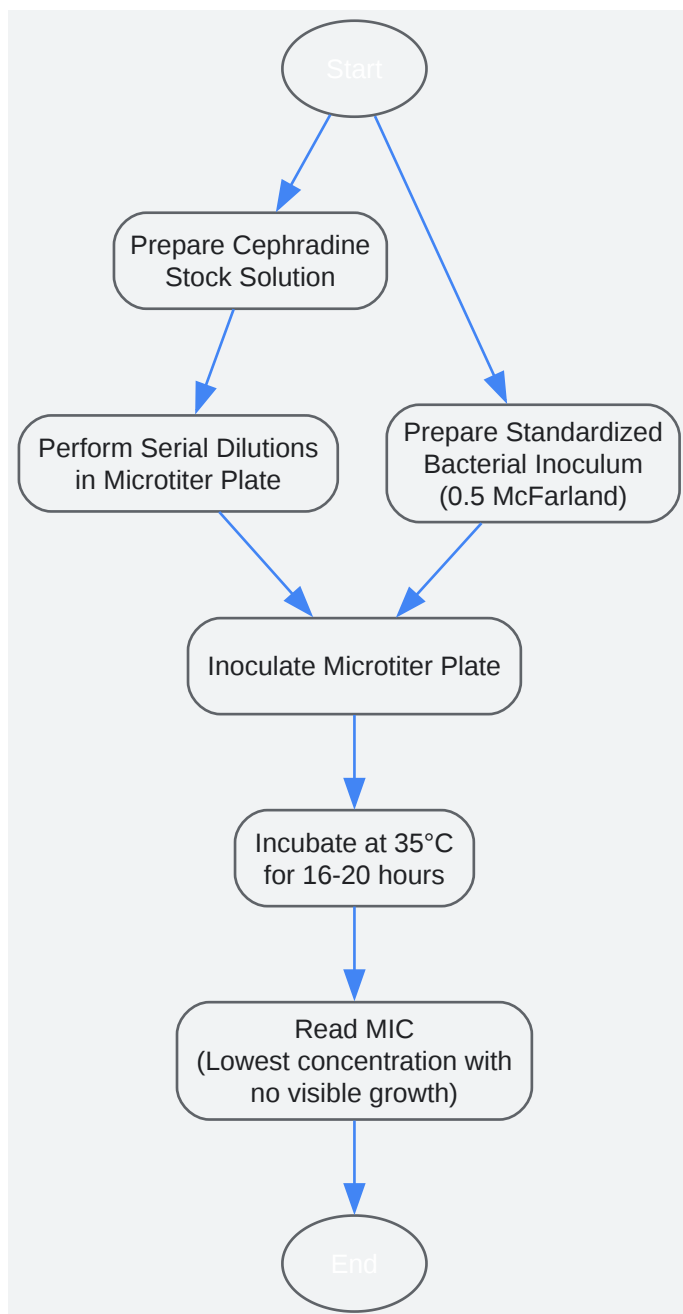 Start
Prepare Cephradine
Stock Solution
Perform Serial Dilutions
in Microtiter Plate
Prepare Standardized
Bacterial Inoculum
(0.5 McFarland)
Inoculate Microtiter Plate
Incubate at 35°C
for 16-20 hours
Read MIC
(Lowest concentration with
no visible growth)
End